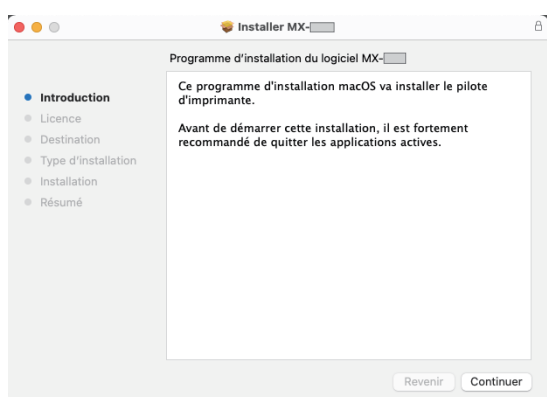 Installer MX-
Programme d'installation du logiciel MX-
Introduction
Licence
Destination
Type d'installation
Installation
Résumé
Ce programme d'installation macOS va installer le pilote
d'imprimante.
Avant de démarrer cette installation, il est fortement
recommandé de quitter les applications actives.
Revenir
Continuer